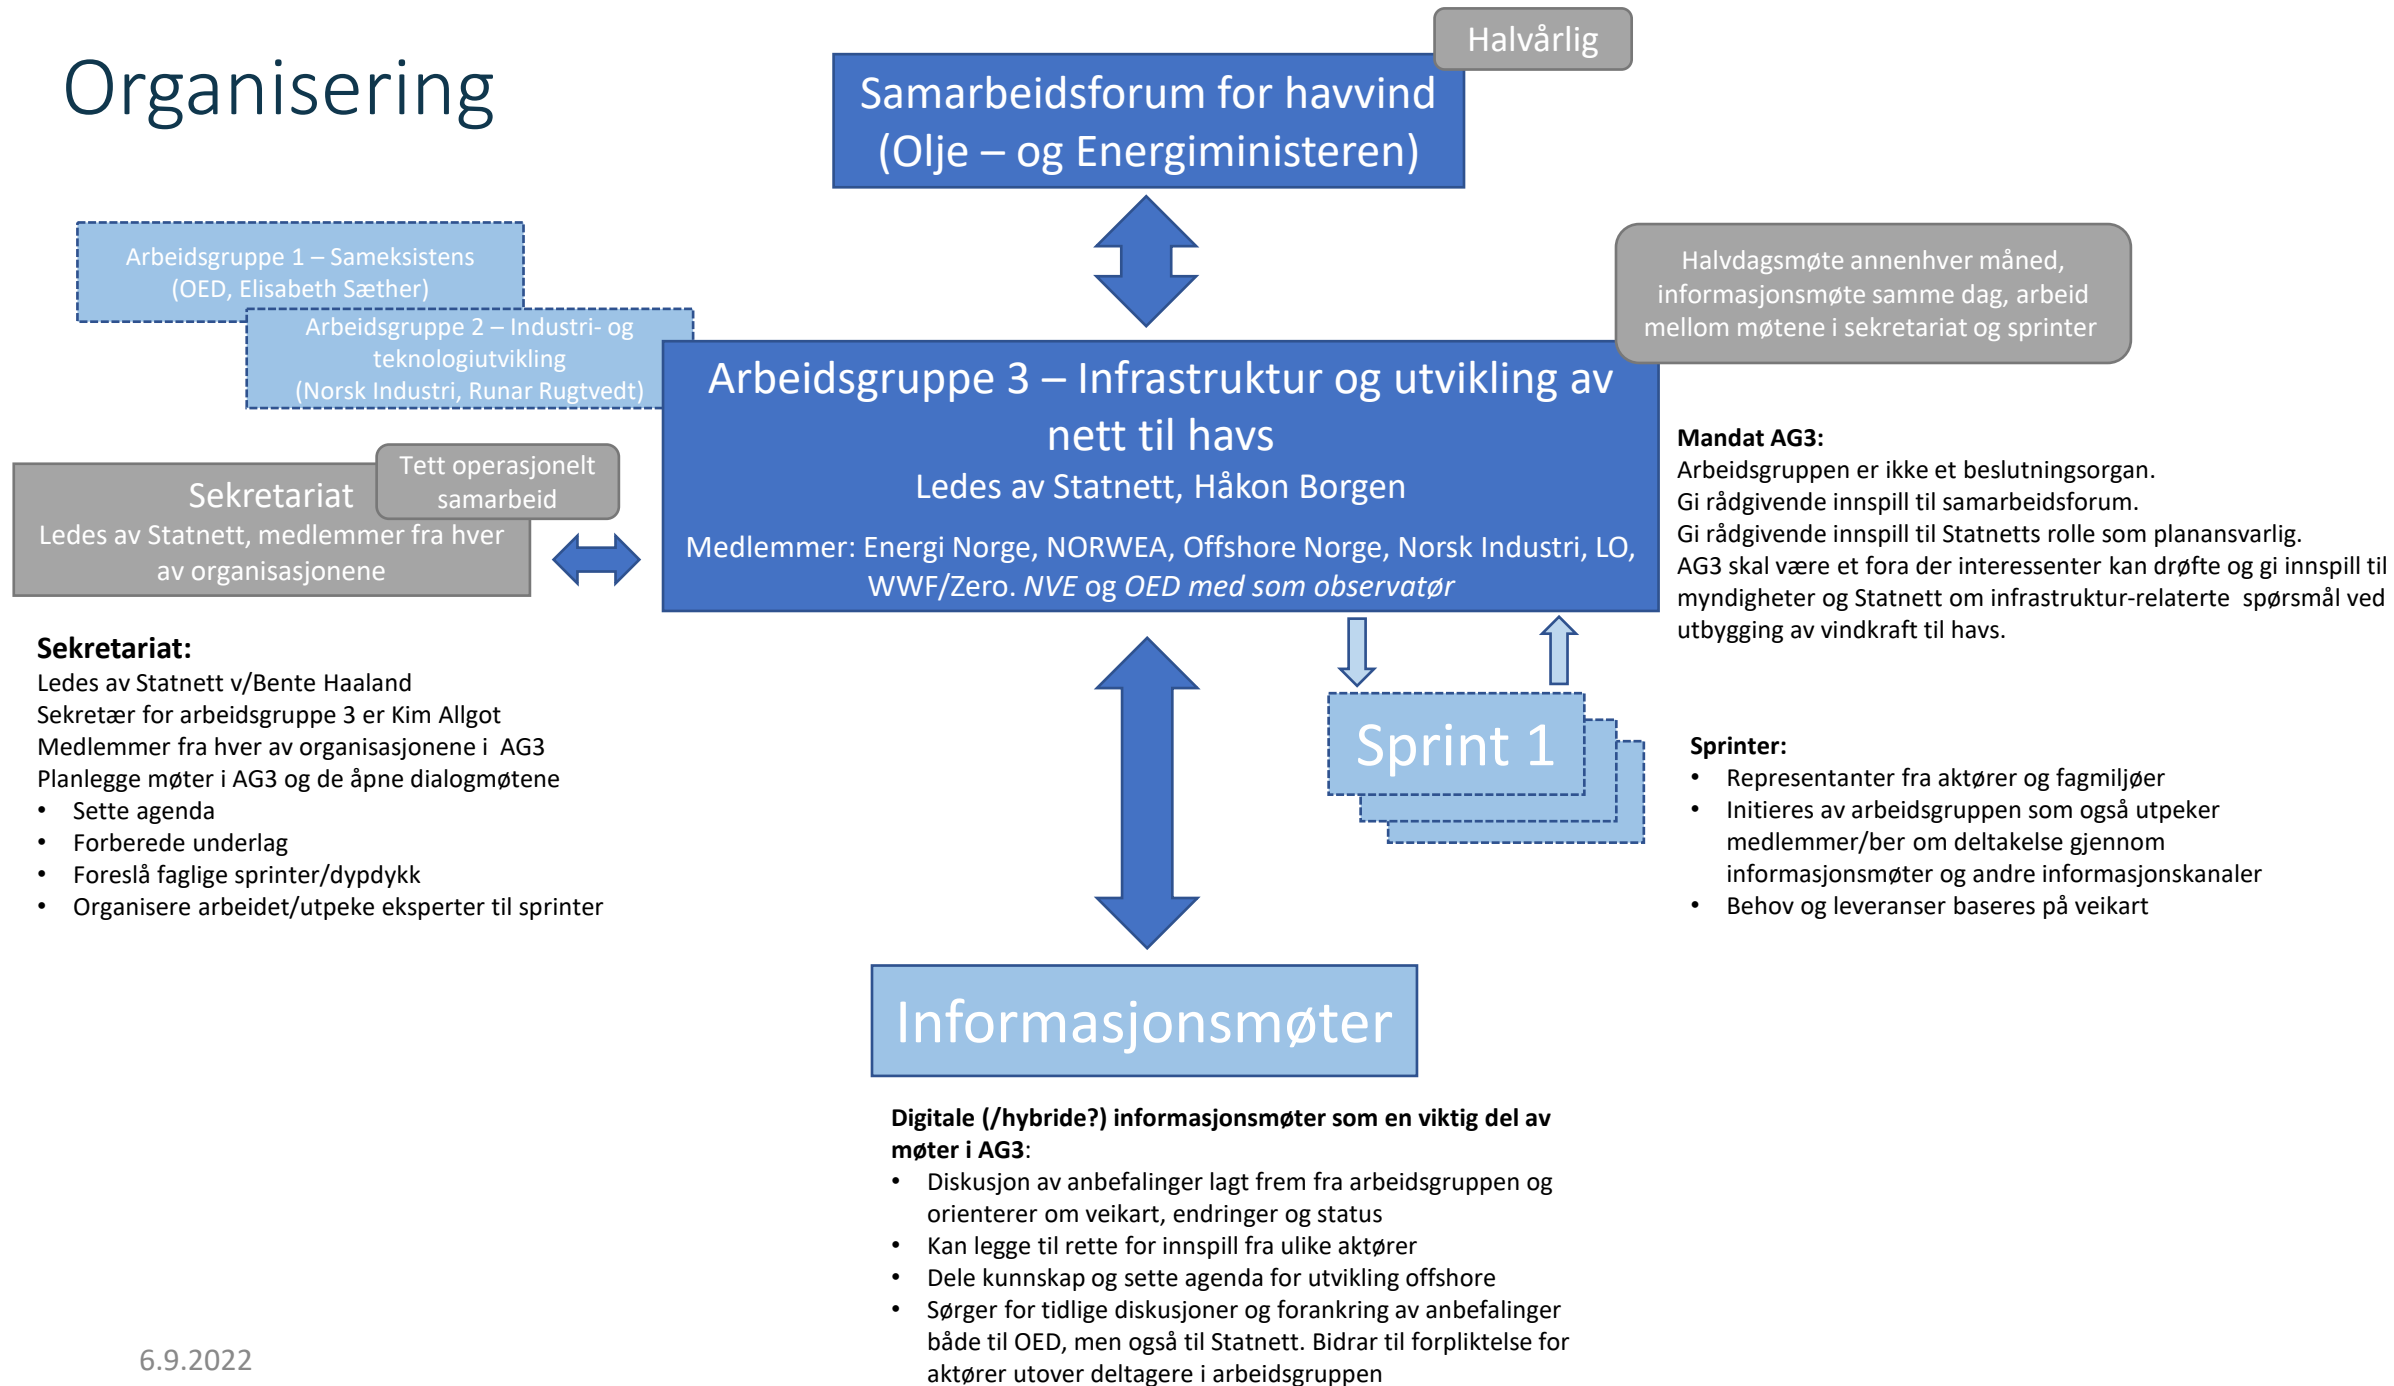 Organisering
Halvårlig
Samarbeidsforum for havvind
(Olje – og Energiministeren)
Arbeidsgruppe 1 – Sameksistens
(OED, Elisabeth Sæther)
Arbeidsgruppe 2 – Industri- og
teknologiutvikling
(Norsk Industri, Runar Rugtvedt)
Halvdagsmøte annenhver måned,
informasjonsmøte samme dag, arbeid
mellom møtene i sekretariat og sprinter
Arbeidsgruppe 3 – Infrastruktur og utvikling av
nett til havs
Ledes av Statnett, Håkon Borgen
Medlemmer: Energi Norge, NORWEA, Offshore Norge, Norsk Industri, LO,
WWF/Zero. NVE og OED med som observatør
Tett operasjonelt
samarbeid
Sekretariat
Ledes av Statnett, medlemmer fra hver
av organisasjonene
Mandat AG3:
Arbeidsgruppen er ikke et beslutningsorgan.
Gi rådgivende innspill til samarbeidsforum.
Gi rådgivende innspill til Statnetts rolle som planansvarlig.
AG3 skal være et fora der interessenter kan drøfte og gi innspill til
myndigheter og Statnett om infrastruktur-relaterte spørsmål ved
utbygging av vindkraft til havs.
Sekretariat:
Ledes av Statnett v/Bente Haaland
Sekretær for arbeidsgruppe 3 er Kim Allgot
Medlemmer fra hver av organisasjonene i AG3
Planlegge møter i AG3 og de åpne dialogmøtene
• Sette agenda
• Forberede underlag
• Foreslå faglige sprinter/dypdykk
• Organisere arbeidet/utpeke eksperter til sprinter
Sprint 1
Sprinter:
• Representanter fra aktører og fagmiljøer
• Initieres av arbeidsgruppen som også utpeker
medlemmer/ber om deltakelse gjennom
informasjonsmøter og andre informasjonskanaler
• Behov og leveranser baseres på veikart
Informasjonsmøter
Digitale (/hybride?) informasjonsmøter som en viktig del av
møter i AG3:
• Diskusjon av anbefalinger lagt frem fra arbeidsgruppen og
orienterer om veikart, endringer og status
• Kan legge til rette for innspill fra ulike aktører
• Dele kunnskap og sette agenda for utvikling offshore
• Sørger for tidlige diskusjoner og forankring av anbefalinger
både til OED, men også til Statnett. Bidrar til forpliktelse for
aktører utover deltagere i arbeidsgruppen
6.9.2022